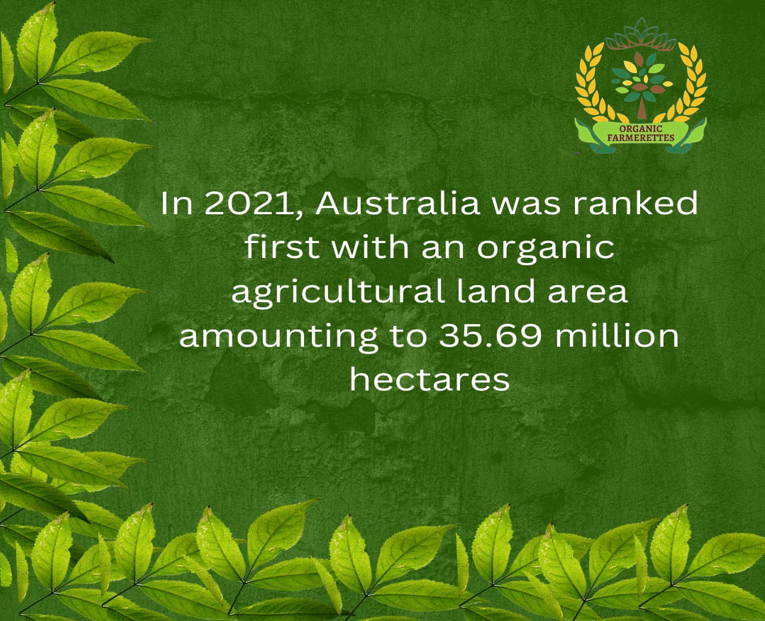 ORGANIC
FARMERETTES
In 2021, Australia was ranked
first with an organic
agricultural land area
amounting to 35.69 million
hectares